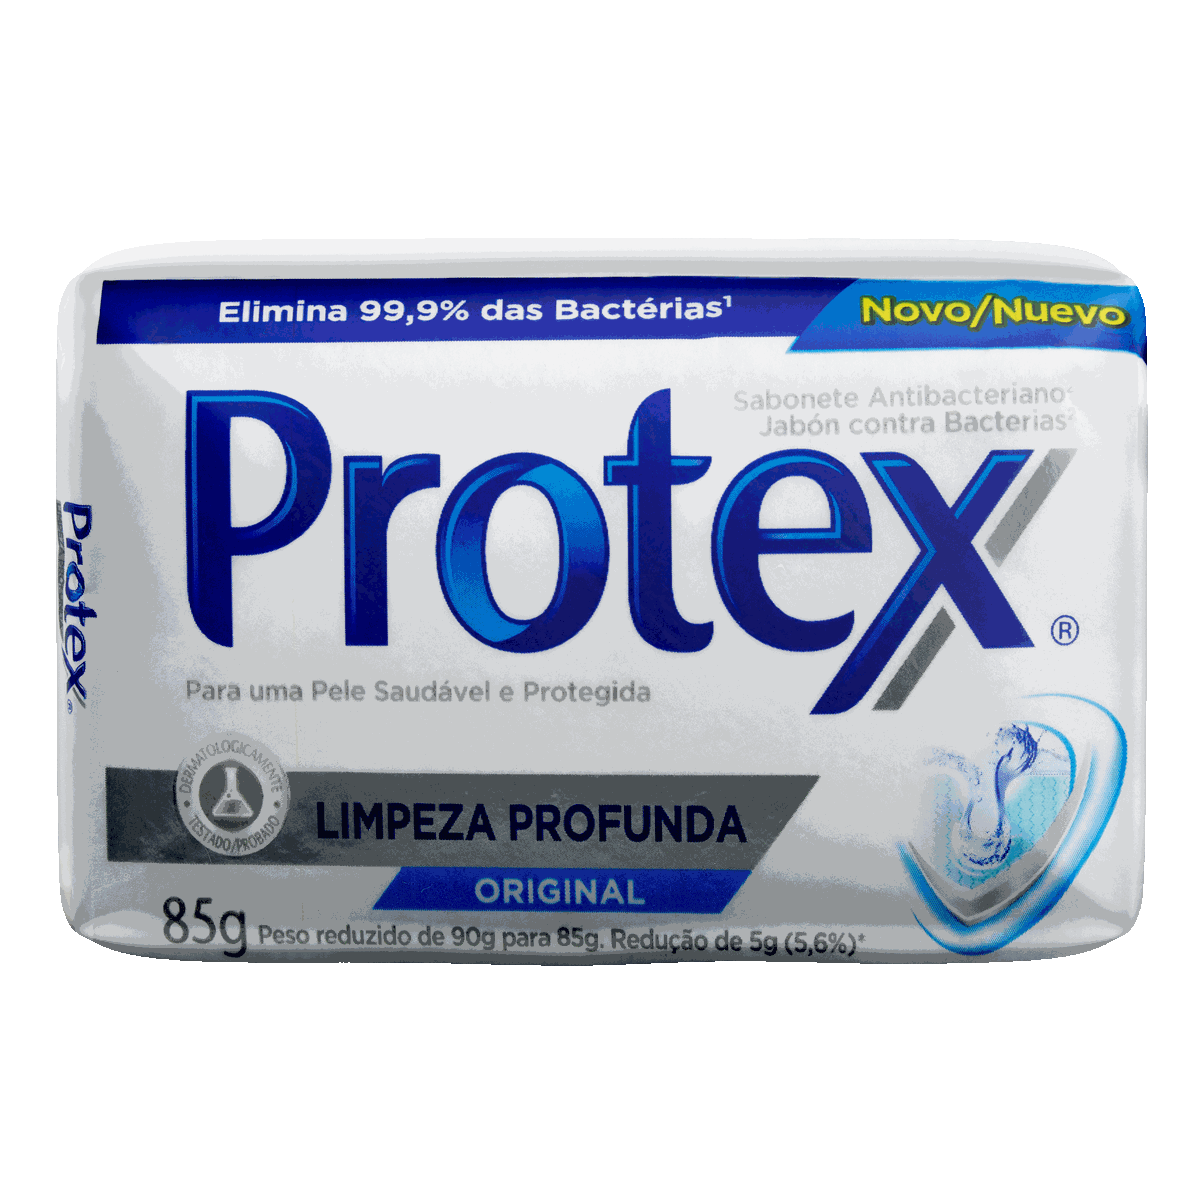 Elimina 99,9% das Bactérias¹
Novo/Nuevo
Sabonete Antibacteriano
Jabón contra Bacterias²
Protex®
Para uma Pele Saudável e Protegida
DERMATOLOGICAMENTE
TESTADO/PROBADO
LIMPEZA PROFUNDA
ORIGINAL
85g Peso reduzido de 90g para 85g. Redução de 5g (5,6%)*
Protex®